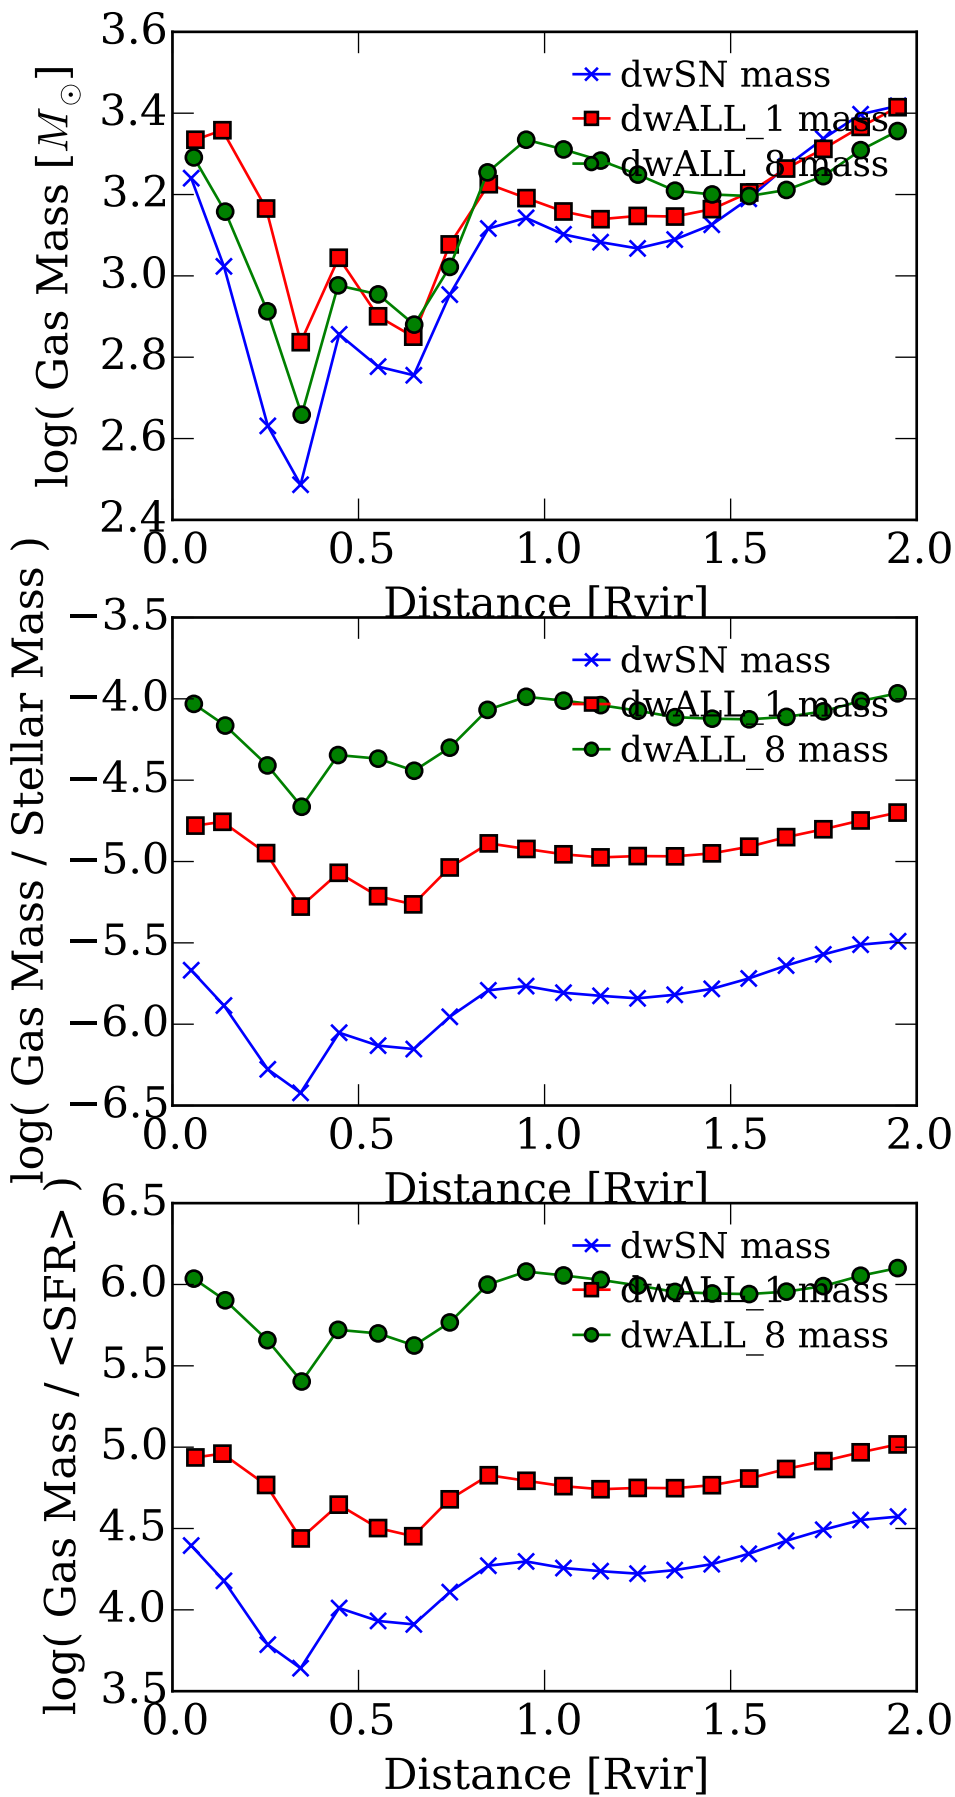 log( Gas Mass [M⊙]
3.6
3.4
3.2
3.0
2.8
2.6
2.4
dwSN mass
dwALL_1 mass
dwALL_8 mass
0.0 0.5 1.0 1.5 2.0
Distance [Rvir]
log( Gas Mass / Stellar Mass )
−3.5
−4.0
−4.5
−5.0
−5.5
−6.0
−6.5
dwSN mass
dwALL_1 mass
dwALL_8 mass
0.0 0.5 1.0 1.5 2.0
Distance [Rvir]
log( Gas Mass / <SFR> )
6.5
6.0
5.5
5.0
4.5
4.0
3.5
dwSN mass
dwALL_1 mass
dwALL_8 mass
0.0 0.5 1.0 1.5 2.0
Distance [Rvir]